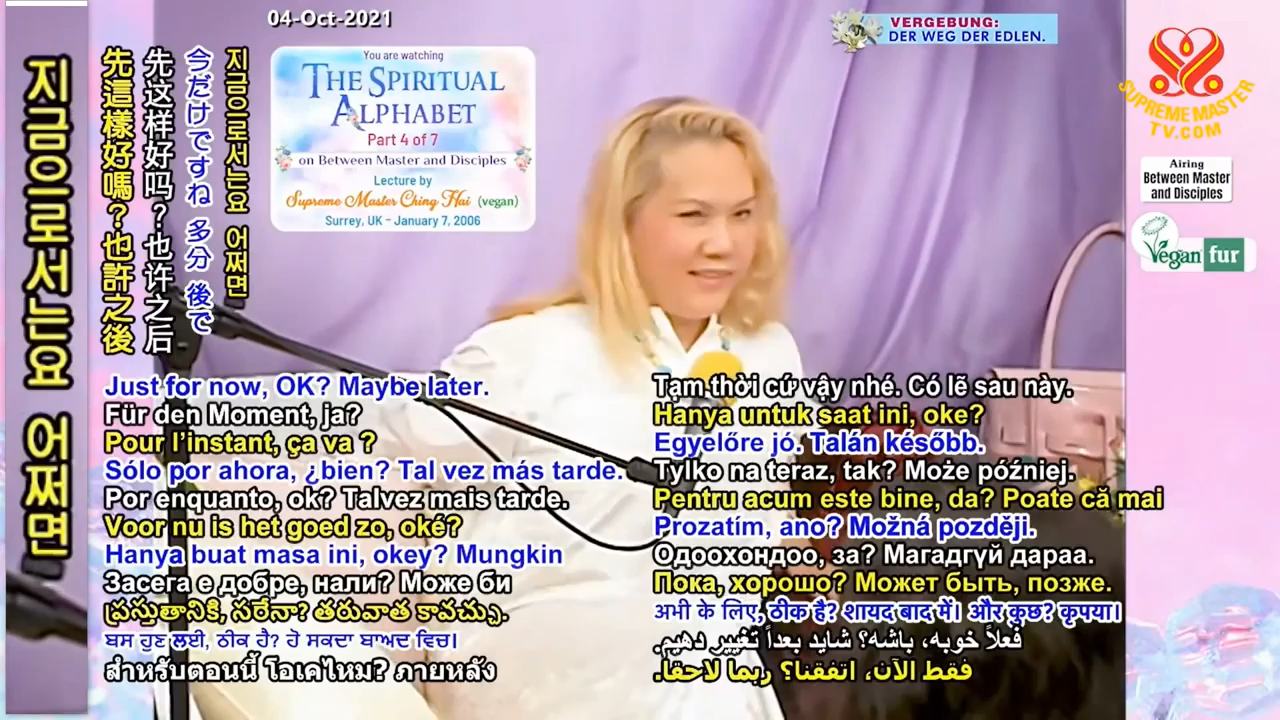 04-Oct-2021
VERGEBUNG:
DER WEG DER EDLEN.
SUPREME MASTER
TV.COM
You are watching
THE SPIRITUAL
ALPHABET
Part 4 of 7
on Between Master and Disciples
Lecture by
Supreme Master Ching Hai (vegan)
Surrey, UK – January 7, 2006
Airing
Between Master
and Disciples
Vegan fur
지금으로서는요 어쩌면
先這樣好嗎？也許之後
先这样好吗？也许之后
今だけですね 多分 後で
지금으로서는요 어쩌면
Just for now, OK? Maybe later.
Für den Moment, ja?
Pour l’instant, ça va ?
Sólo por ahora, ¿bien? Tal vez más tarde.
Por enquanto, ok? Talvez mais tarde.
Voor nu is het goed zo, oké?
Hanya buat masa ini, okey? Mungkin
Засега е добре, нали? Може би
ప్రస్తుతానికి, సరేనా? తరువాత కావచ్చు.
ਬਸ ਹੁਣ ਲਈ, ਠੀਕ ਹੈ? ਹੋ ਸਕਦਾ ਬਾਅਦ ਵਿਚ।
สำหรับตอนนี้ โอเคไหม? ภายหลัง
Tạm thời cứ vậy nhé. Có lẽ sau này.
Hanya untuk saat ini, oke?
Egyelőre jó. Talán később.
Tylko na teraz, tak? Może później.
Pentru acum este bine, da? Poate că mai
Prozatím, ano? Možná později.
Одоохондоо, за? Магадгүй дараа.
Пока, хорошо? Может быть, позже.
अभी के लिए, ठीक है? शायद बाद में। और कुछ? कृपया।
فعلاً خوبه، باشه؟ شاید بعداً تغییر دهیم.
فقط الآن، اتفقنا؟ ربما لاحقا.